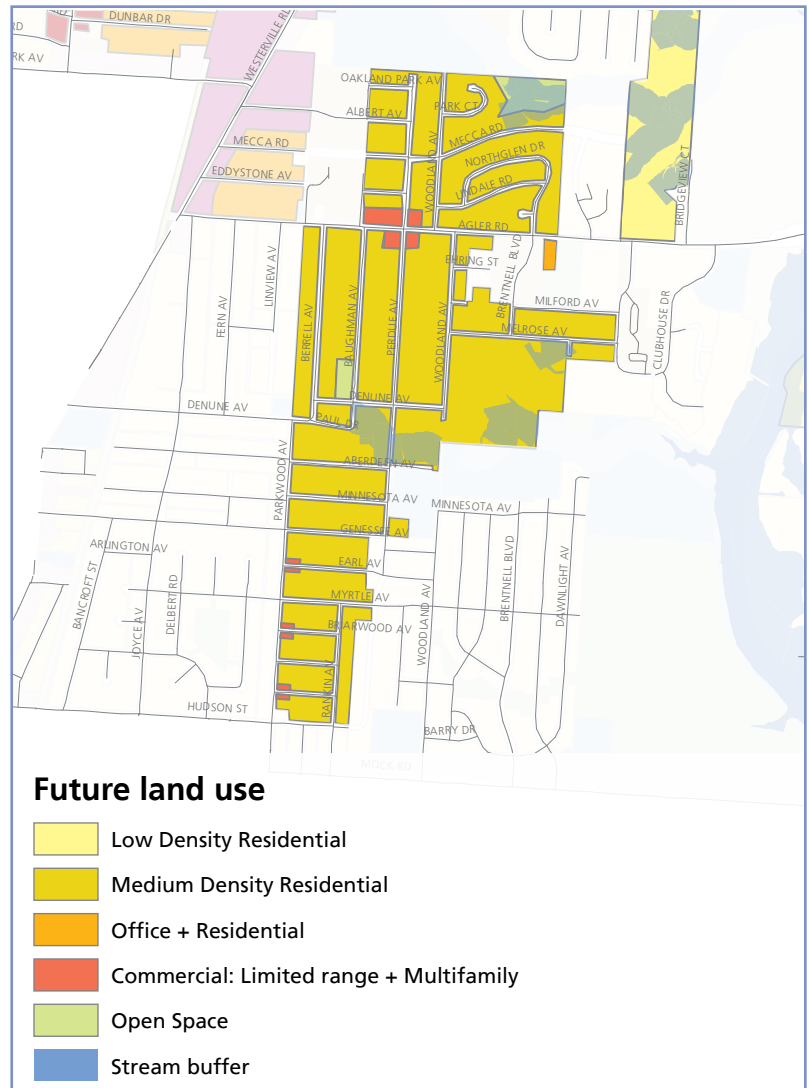 DUNBAR DR
RD
RK AV
WESTERVILLE RD
OAKLAND PARK AV
ALBERT AV
PARK CT
WOODLAND AV
MECCA RD
MECCA RD
NORTHGLEN DR
EDDYSTONE AV
LINDALE RD
BRIDGEVIEW CT
AGLER RD
EHRING ST
BRENTNELL BLVD
LINVIEW AV
FERN AV
BERRELL AV
BAUGHMAN AV
PERDUE AV
WOODLAND AV
MILFORD AV
MELROSE AV
CLUBHOUSE DR
DENUNE AV
DENUNE AV
PAUL DR
PARKWOOD AV
ABERDEEN AV
MINNESOTA AV
MINNESOTA AV
GENESSEE AV
ARLINGTON AV
EARL AV
BANCROFT ST
JOYCE AV
DELBERT RD
MYRTLE AV
BRIARWOOD AV
WOODLAND AV
BRENTNELL BLVD
DAWNLIGHT AV
RANKIN AV
HUDSON ST
BARRY DR
MOCK RD
Future land use
Low Density Residential
Medium Density Residential
Office + Residential
Commercial: Limited range + Multifamily
Open Space
Stream buffer